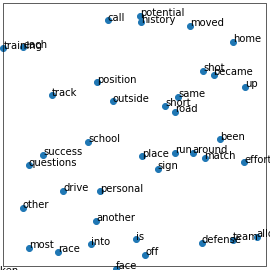 potential
call
history
moved
home
training
each
shot
became
position
up
track
same
outside
short
road
been
school
run
around
success
place
match
questions
effort
sign
drive
personal
other
another
is
team
into
defense
most
race
off
face